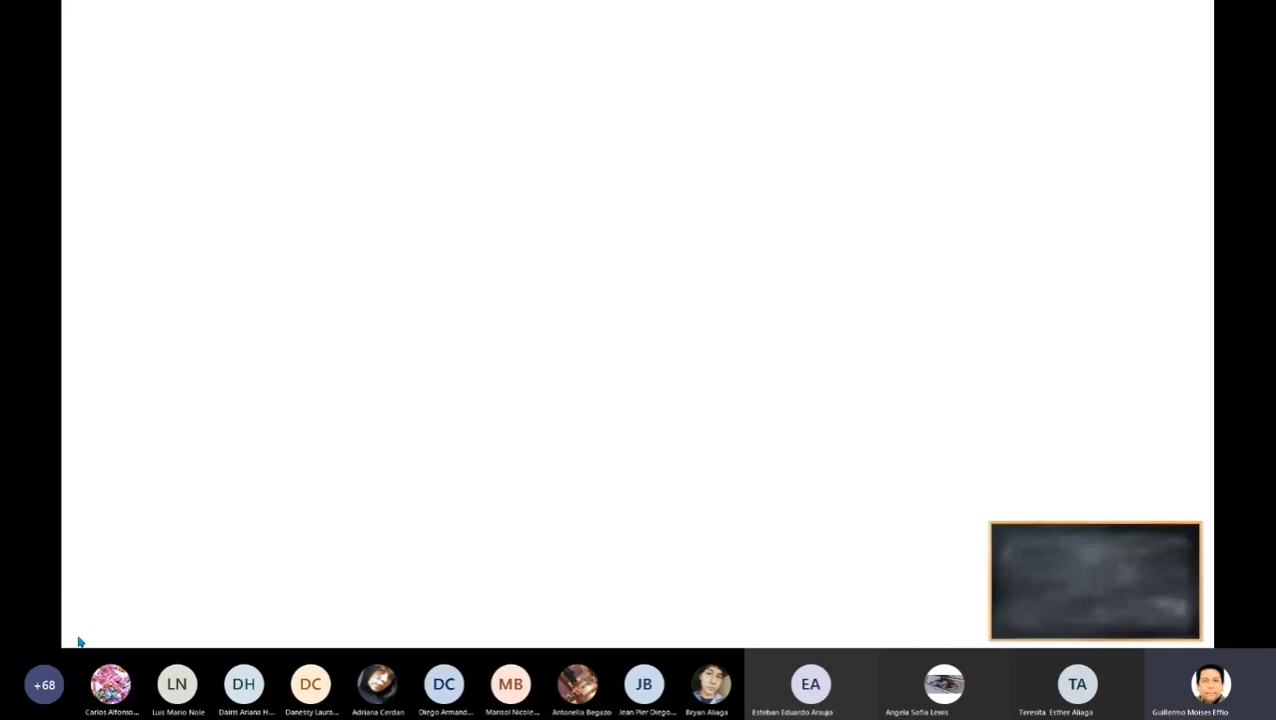 +68
LN
DH
DC
DC
MB
JB
EA
TA
Carlos Alfonso...
Luis Mario Nole
Dairis Ariana H...
Danessy Laura...
Adriana Cerdan
Diego Armand...
Marisol Nicole...
Antonella Begazo
Jean Pier Diego...
Bryan Aliaga
Esteban Eduardo Araujo
Angela Sofia Lewis
Teresita Esther Aliaga
Guillermo Moises Effio